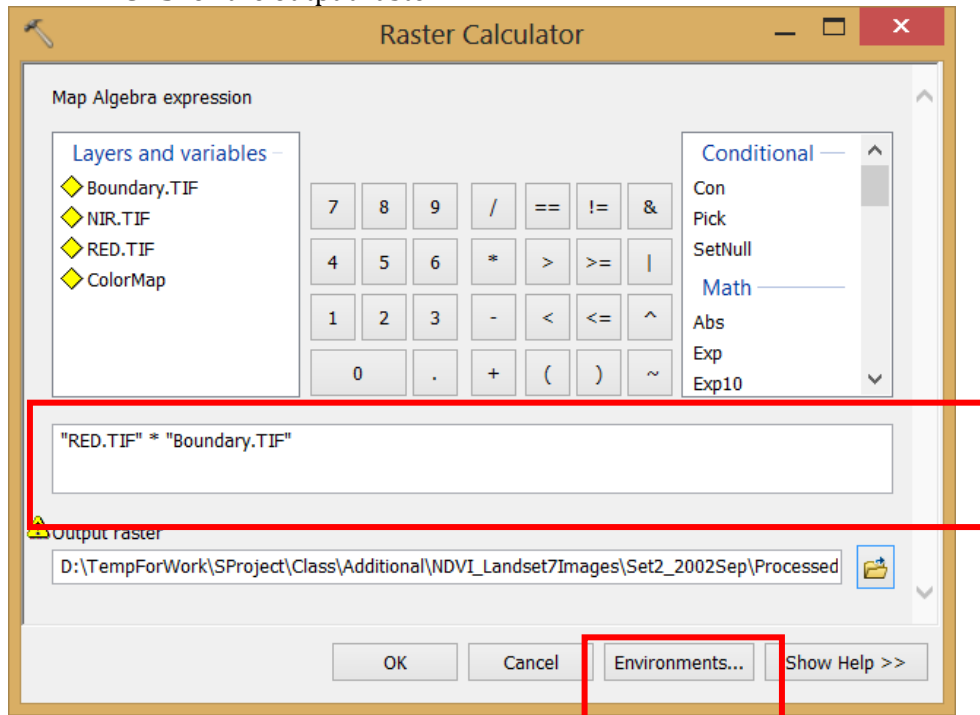 Raster Calculator
Map Algebra expression
Layers and variables
Boundary.TIF
NIR.TIF
RED.TIF
ColorMap
7 8 9 / == != &
4 5 6 * > >= |
1 2 3 - < <= ^
0 . + ( ) ~
Conditional
Con
Pick
SetNull
Math
Abs
Exp
Exp10
"RED.TIF" * "Boundary.TIF"
Output raster
D:\TempForWork\SProject\Class\Additional\NDVI_Landset7Images\Set2_2002Sep\Processed
OK Cancel Environments... Show Help >>